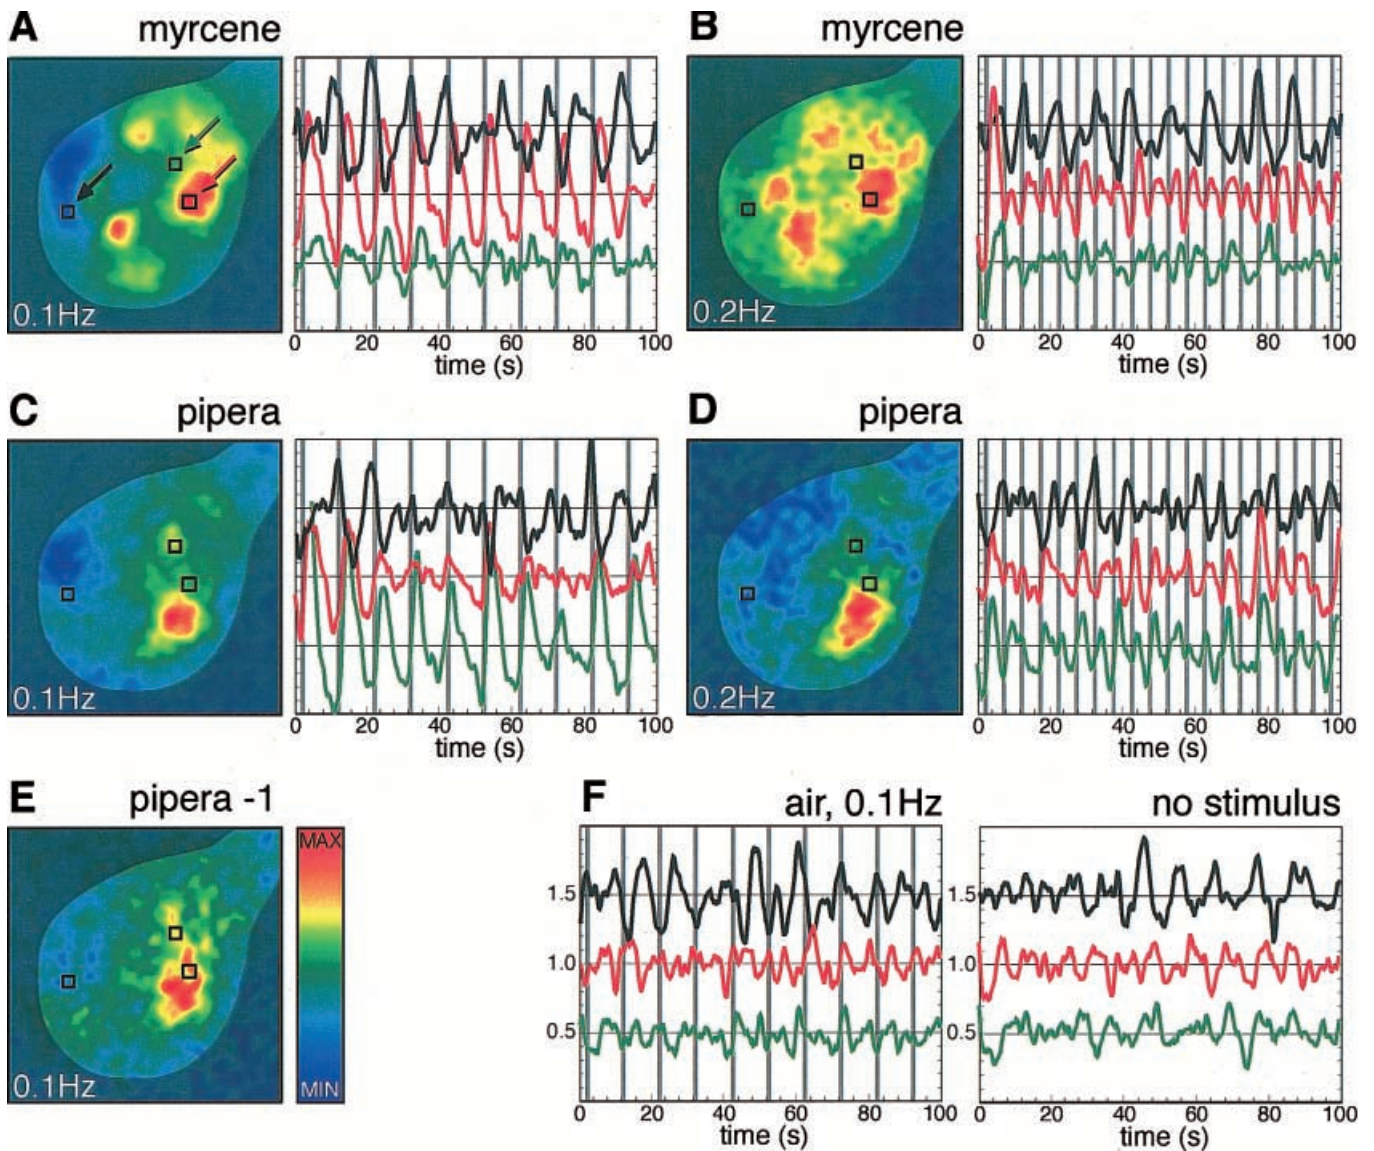 A myrcene
B myrcene
0.1Hz
0 20 40 60 80 100
time (s)
0.2Hz
0 20 40 60 80 100
time (s)
C pipera
D pipera
0.1Hz
0 20 40 60 80 100
time (s)
0.2Hz
0 20 40 60 80 100
time (s)
E pipera -1
MAX
MIN
0.1Hz
F air, 0.1Hz
no stimulus
1.5
1.0
0.5
0 20 40 60 80 100
time (s)
1.5
1.0
0.5
0 20 40 60 80 100
time (s)